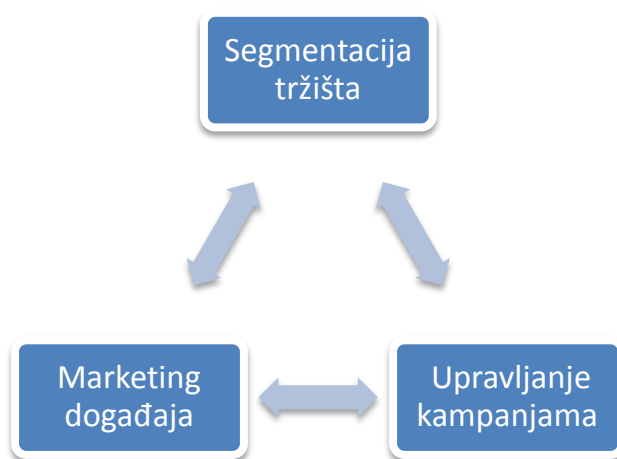 Segmentacija
tržišta
Marketing
događaja
Upravljanje
kampanjama